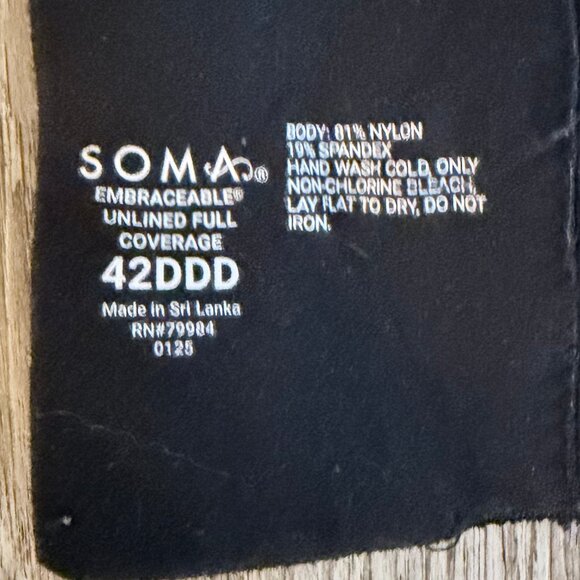 SOMA®
EMBRACEABLE®
UNLINED FULL
COVERAGE
42DDD
Made in Sri Lanka
RN#79984
0125
BODY: 81% NYLON
19% SPANDEX
HAND WASH COLD, ONLY
NON-CHLORINE BLEACH,
LAY FLAT TO DRY, DO NOT
IRON.